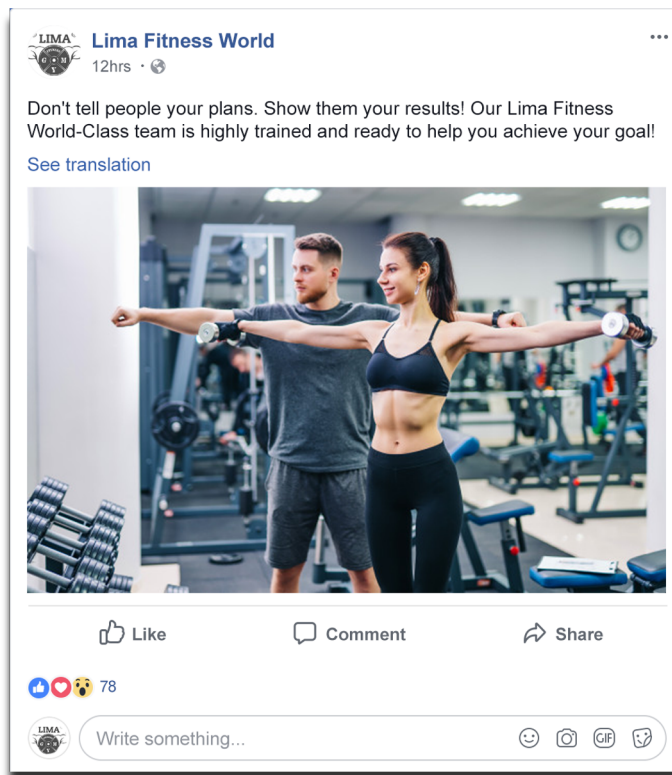 LIMA
G M
Y
Lima Fitness World
12hrs ·
Don't tell people your plans. Show them your results! Our Lima Fitness
World-Class team is highly trained and ready to help you achieve your goal!
See translation
Like Comment Share
78
LIMA
Write something...
GIF